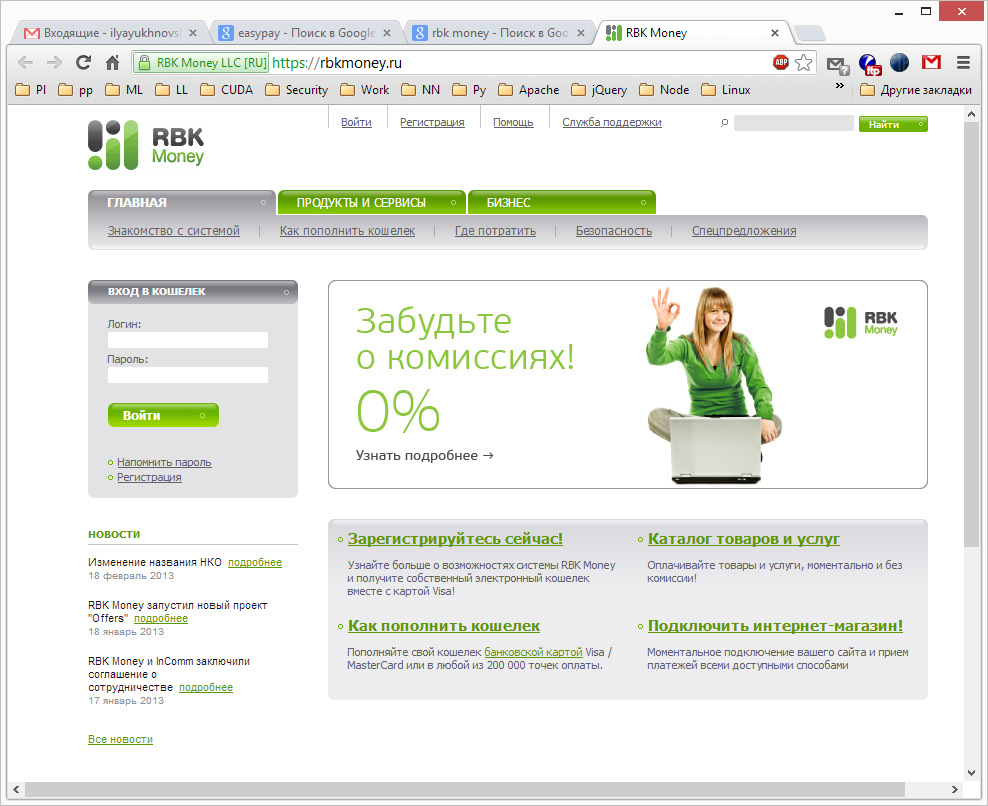 Входящие - ilyayukhnovs
easypay - Поиск в Google
rbk money - Поиск в Goo
RBK Money
RBK Money LLC [RU] https://rbkmoney.ru
ABP
?
ftp
PI
pp
ML
LL
CUDA
Security
Work
NN
Py
Apache
jQuery
Node
Linux
»
Другие закладки
RBK
Money
Войти
Регистрация
Помощь
Служба поддержки
Найти
ГЛАВНАЯ
ПРОДУКТЫ И СЕРВИСЫ
БИЗНЕС
Знакомство с системой
Как пополнить кошелек
Где потратить
Безопасность
Спецпредложения
ВХОД В КОШЕЛЕК
Логин:
Пароль:
Войти
Напомнить пароль
Регистрация
Забудьте
о комиссиях!
0%
Узнать подробнее →
RBK
Money
НОВОСТИ
Изменение названия НКО подробнее
18 февраль 2013
RBK Money запустил новый проект
"Offers" подробнее
18 январь 2013
RBK Money и InComm заключили
соглашение о
сотрудничестве подробнее
17 январь 2013
Все новости
Зарегистрируйтесь сейчас!
Узнайте больше о возможностях системы RBK Money
и получите собственный электронный кошелек
вместе с картой Visa!
Каталог товаров и услуг
Оплачивайте товары и услуги, моментально и без
комиссии!
Как пополнить кошелек
Пополняйте свой кошелек банковской картой Visa /
MasterCard или в любой из 200 000 точек оплаты.
Подключить интернет-магазин!
Моментальное подключение вашего сайта и прием
платежей всеми доступными способами